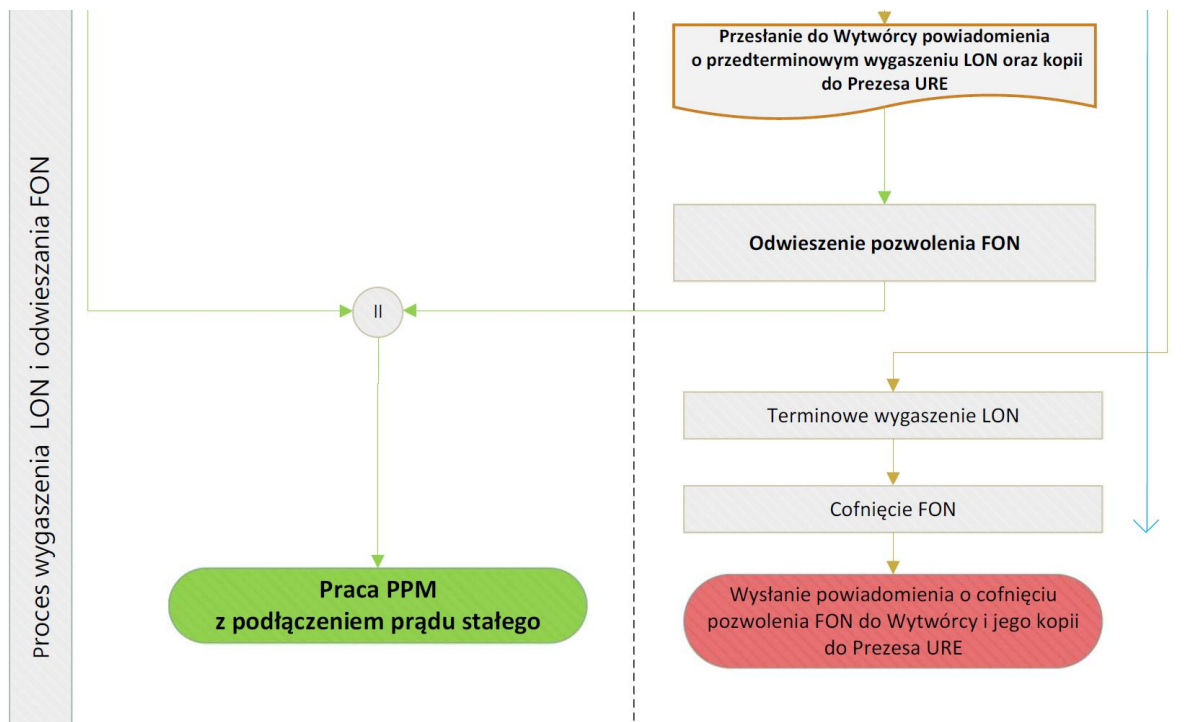 Proces wygaszenia LON i odwieszania FON
Przesłanie do Wytwórcy powiadomienia
o przedterminowym wygaszeniu LON oraz kopii
do Prezesa URE
Odwieszenie pozwolenia FON
II
Terminowe wygaszenie LON
Cofnięcie FON
Praca PPM
z podłączeniem prądu stałego
Wysłanie powiadomienia o cofnięciu
pozwolenia FON do Wytwórcy i jego kopii
do Prezesa URE